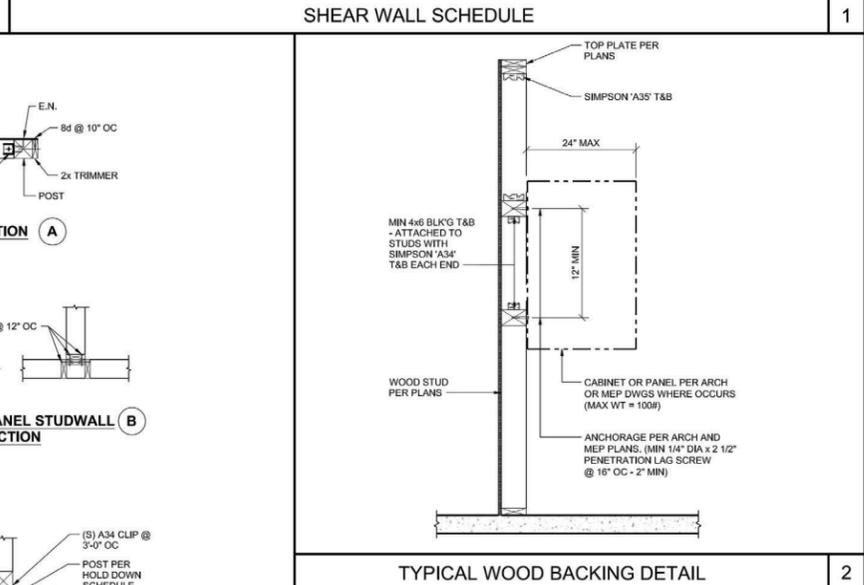 SHEAR WALL SCHEDULE
1
E.N.
8d @ 10" OC
2x TRIMMER
POST
TION
A
@ 12" OC
ANEL STUDWALL
CTION
B
(S) A34 CLIP @
3'-0" OC
POST PER
HOLD DOWN
SCHEDULE
TOP PLATE PER
PLANS
SIMPSON 'A35' T&B
24" MAX
MIN 4x6 BLK'G T&B
- ATTACHED TO
STUDS WITH
SIMPSON 'A34'
T&B EACH END
12" MIN
WOOD STUD
PER PLANS
CABINET OR PANEL PER ARCH
OR MEP DWGS WHERE OCCURS
(MAX WT = 100#)
ANCHORAGE PER ARCH AND
MEP PLANS. (MIN 1/4" DIA x 2 1/2"
PENETRATION LAG SCREW
@ 16" OC - 2" MIN)
TYPICAL WOOD BACKING DETAIL
2